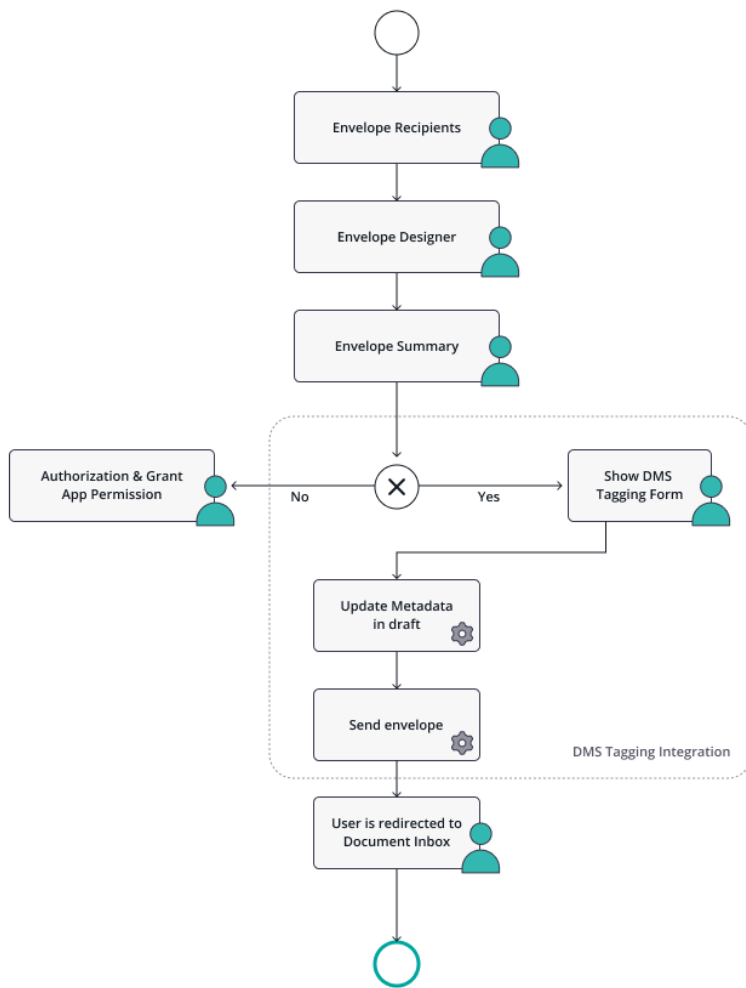 Envelope Recipients
Envelope Designer
Envelope Summary
Authorization & Grant
App Permission
No
Yes
Show DMS
Tagging Form
Update Metadata
in draft
Send envelope
DMS Tagging Integration
User is redirected to
Document Inbox